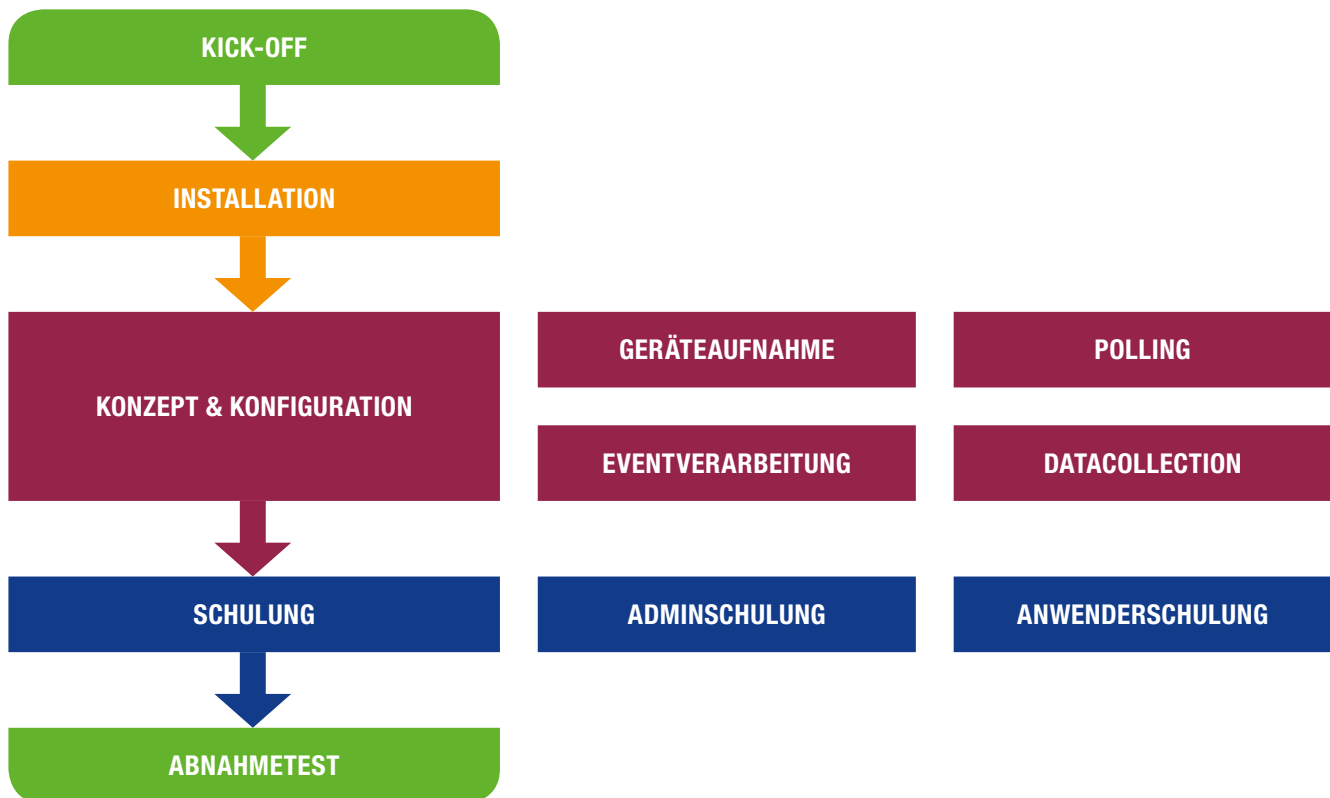 KICK-OFF
INSTALLATION
KONZEPT & KONFIGURATION
GERÄTEAUFNAHME
POLLING
EVENTVERARBEITUNG
DATACOLLECTION
SCHULUNG
ADMINSCHULUNG
ANWENDERSCHULUNG
ABNAHMETEST